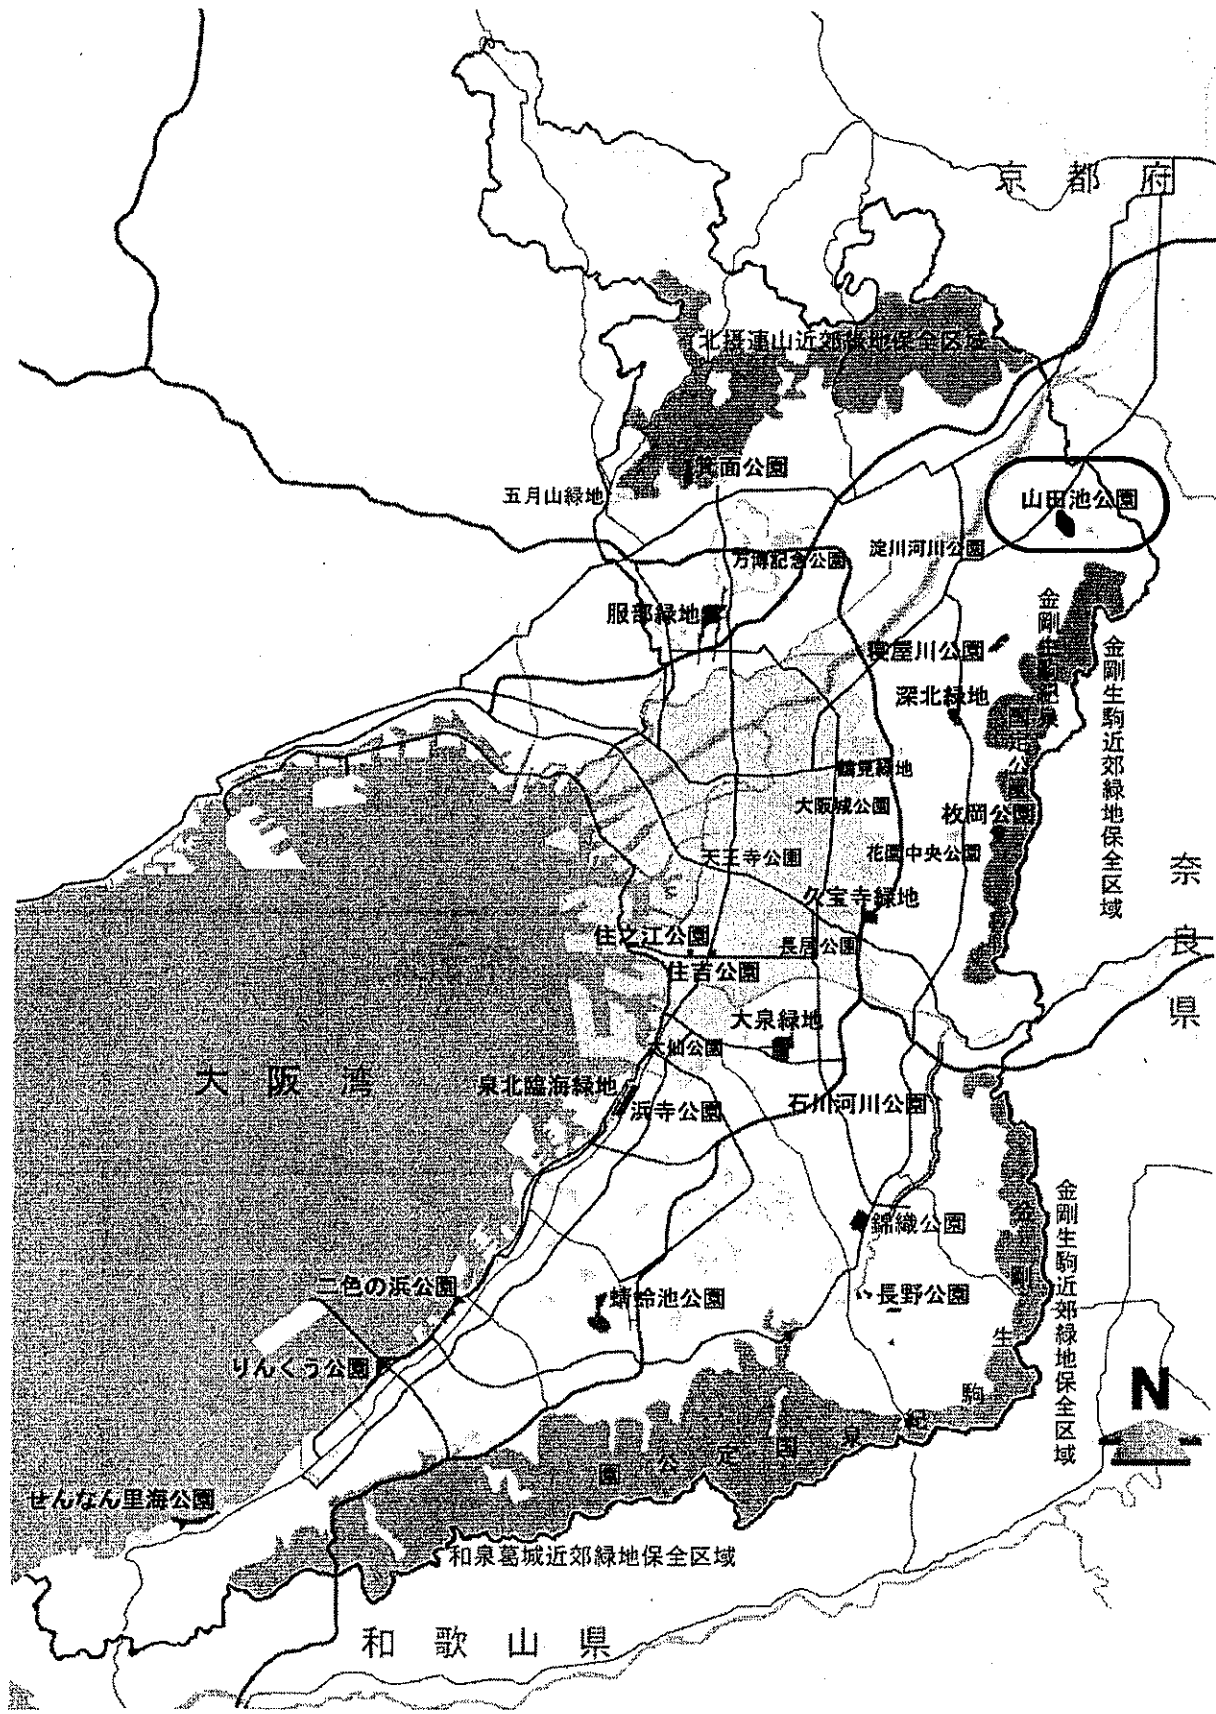 京都府
北摂連山近郊緑地保全区域
箕面公園
五月山緑地
山田池公園
万博記念公園
淀川河川公園
服部緑地
寝屋川公園
深北緑地
金剛生駒紀泉
国定公園
金剛生駒近郊緑地保全区域
鶴見緑地
大阪城公園
枚岡公園
天王寺公園
花園中央公園
久宝寺緑地
奈良県
住之江公園
長居公園
住吉公園
大泉緑地
大仙公園
大阪湾
泉北臨海緑地
浜寺公園
石川河川公園
錦織公園
金剛生駒紀泉国定公園
金剛生駒近郊緑地保全区域
二色の浜公園
蜻蛉池公園
長野公園
りんくう公園
N
せんなん里海公園
和泉葛城近郊緑地保全区域
和歌山県